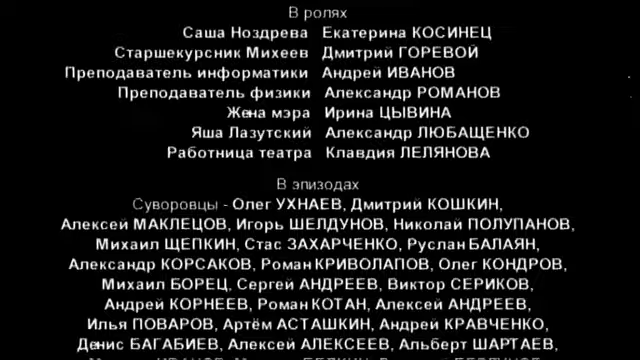 В ролях
Саша Ноздрева Екатерина КОСИНЕЦ
Старшекурсник Михеев Дмитрий ГОРЕВОЙ
Преподаватель информатики Андрей ИВАНОВ
Преподаватель физики Александр РОМАНОВ
Жена мэра Ирина ЦЫВИНА
Яша Лазутский Александр ЛЮБАЩЕНКО
Работница театра Клавдия ЛЕЛЯНОВА
В эпизодах
Суворовцы - Олег УХНАЕВ, Дмитрий КОШКИН,
Алексей МАКЛЕЦОВ, Игорь ШЕЛДУНОВ, Николай ПОЛУПАНОВ,
Михаил ЩЕПКИН, Стас ЗАХАРЧЕНКО, Руслан БАЛАЯН,
Александр КОРСАКОВ, Роман КРИВОЛАПОВ, Олег КОНДРОВ,
Михаил БОРЕЦ, Сергей АНДРЕЕВ, Виктор СЕРИКОВ,
Андрей КОРНЕЕВ, Роман КОТАН, Алексей АНДРЕЕВ,
Илья ПОВАРОВ, Артём АСТАШКИН, Андрей КРАВЧЕНКО,
Денис БАГАБИЕВ, Алексей АЛЕКСЕЕВ, Альберт ШАРТАЕВ,